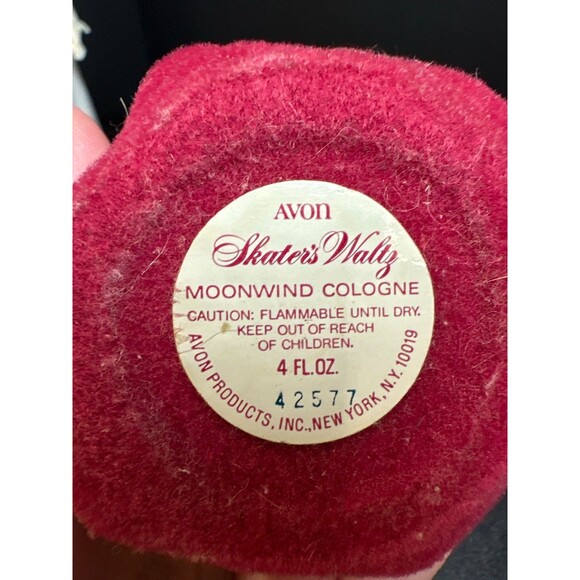 AVON
Skater's Waltz
MOONWIND COLOGNE
CAUTION: FLAMMABLE UNTIL DRY.
KEEP OUT OF REACH
OF CHILDREN.
4 FL.OZ.
42577
AVON PRODUCTS, INC., NEW YORK, N.Y. 10019